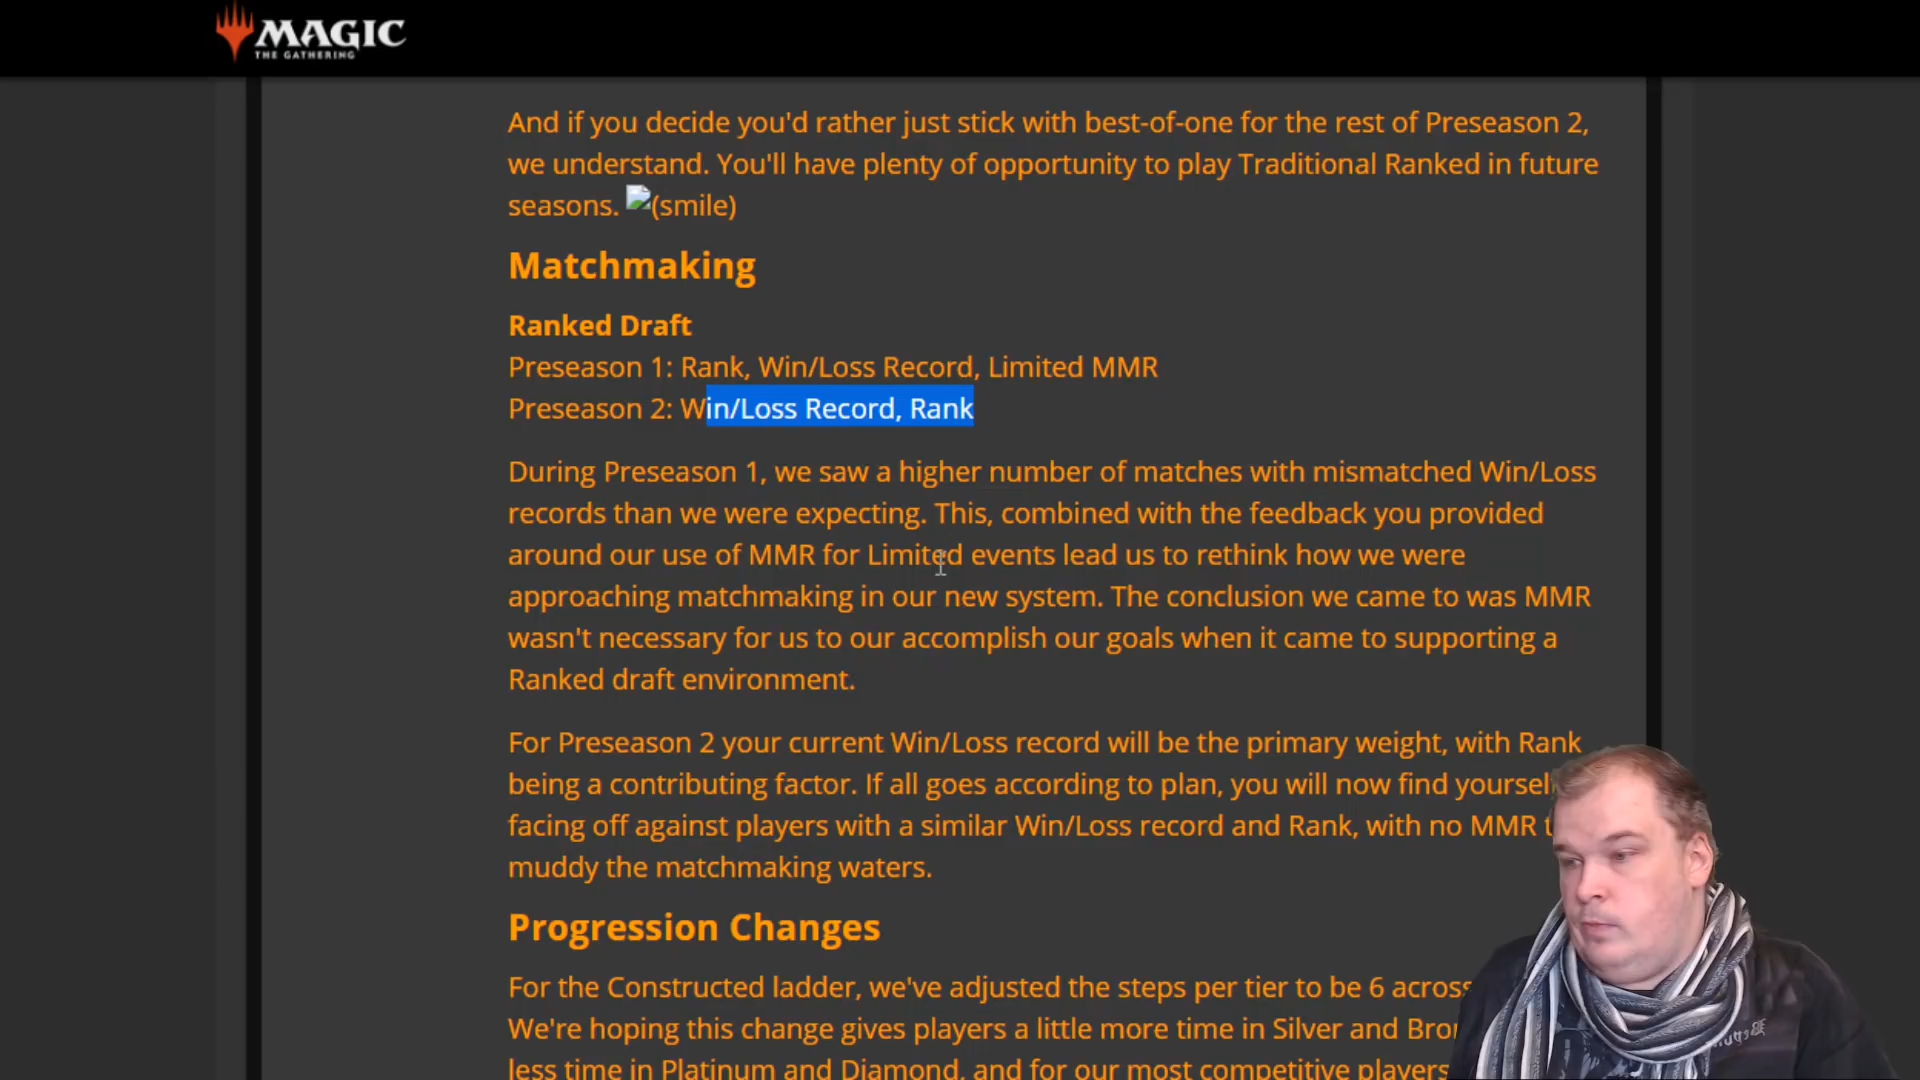 MAGIC
THE GATHERING
And if you decide you'd rather just stick with best-of-one for the rest of Preseason 2,
we understand. You'll have plenty of opportunity to play Traditional Ranked in future
seasons. (smile)
Matchmaking
Ranked Draft
Preseason 1: Rank, Win/Loss Record, Limited MMR
Preseason 2: Win/Loss Record, Rank
During Preseason 1, we saw a higher number of matches with mismatched Win/Loss
records than we were expecting. This, combined with the feedback you provided
around our use of MMR for Limited events lead us to rethink how we were
approaching matchmaking in our new system. The conclusion we came to was MMR
wasn't necessary for us to our accomplish our goals when it came to supporting a
Ranked draft environment.
For Preseason 2 your current Win/Loss record will be the primary weight, with Rank
being a contributing factor. If all goes according to plan, you will now find
facing off against players with a similar Win/Loss record and Rank, with no MMR
muddy the matchmaking waters.
Progression Changes
For the Constructed ladder, we've adjusted the steps per tier to be 6
We're hoping this change gives players a little more time in Silver and
less time in Platinum and Diamond, and for our most competitive players